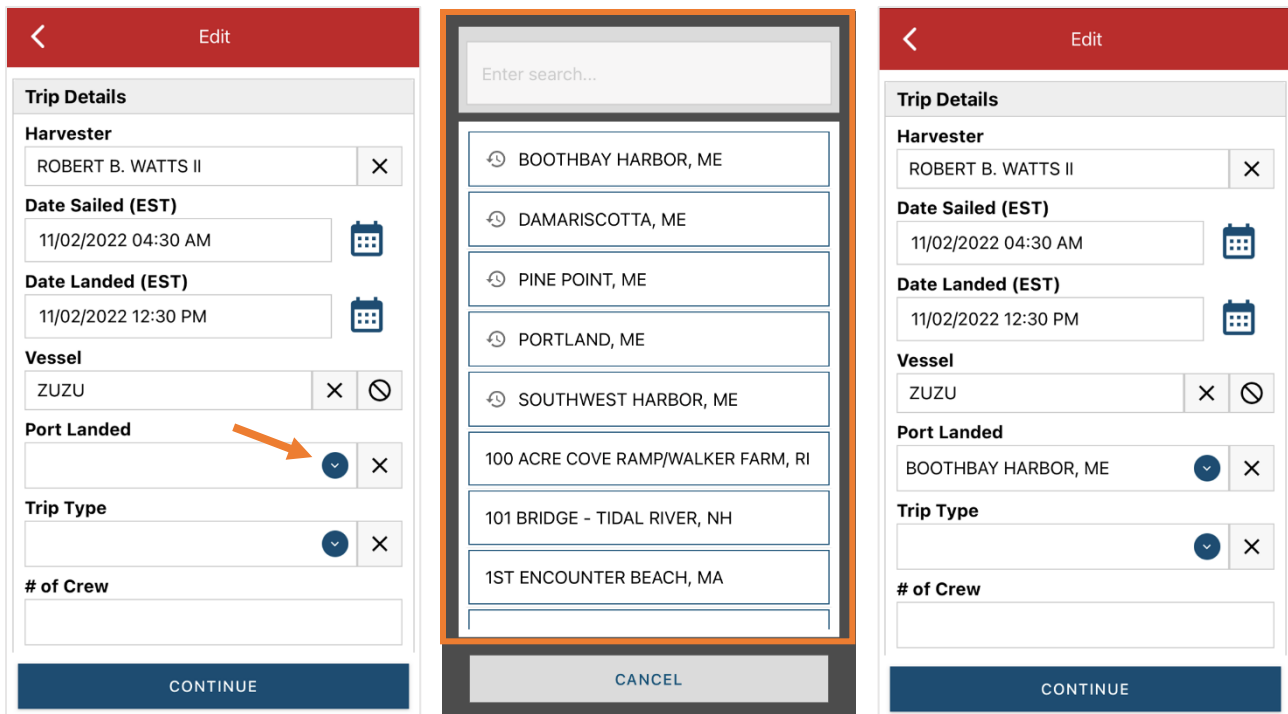 Edit
Trip Details
Harvester
ROBERT B. WATTS II
Date Sailed (EST)
11/02/2022 04:30 AM
Date Landed (EST)
11/02/2022 12:30 PM
Vessel
ZUZU
Port Landed
Trip Type
# of Crew
CONTINUE
Enter search...
BOOTHBAY HARBOR, ME
DAMARISCOTTA, ME
PINE POINT, ME
PORTLAND, ME
SOUTHWEST HARBOR, ME
100 ACRE COVE RAMP/WALKER FARM, RI
101 BRIDGE - TIDAL RIVER, NH
1ST ENCOUNTER BEACH, MA
CANCEL
Edit
Trip Details
Harvester
ROBERT B. WATTS II
Date Sailed (EST)
11/02/2022 04:30 AM
Date Landed (EST)
11/02/2022 12:30 PM
Vessel
ZUZU
Port Landed
BOOTHBAY HARBOR, ME
Trip Type
# of Crew
CONTINUE